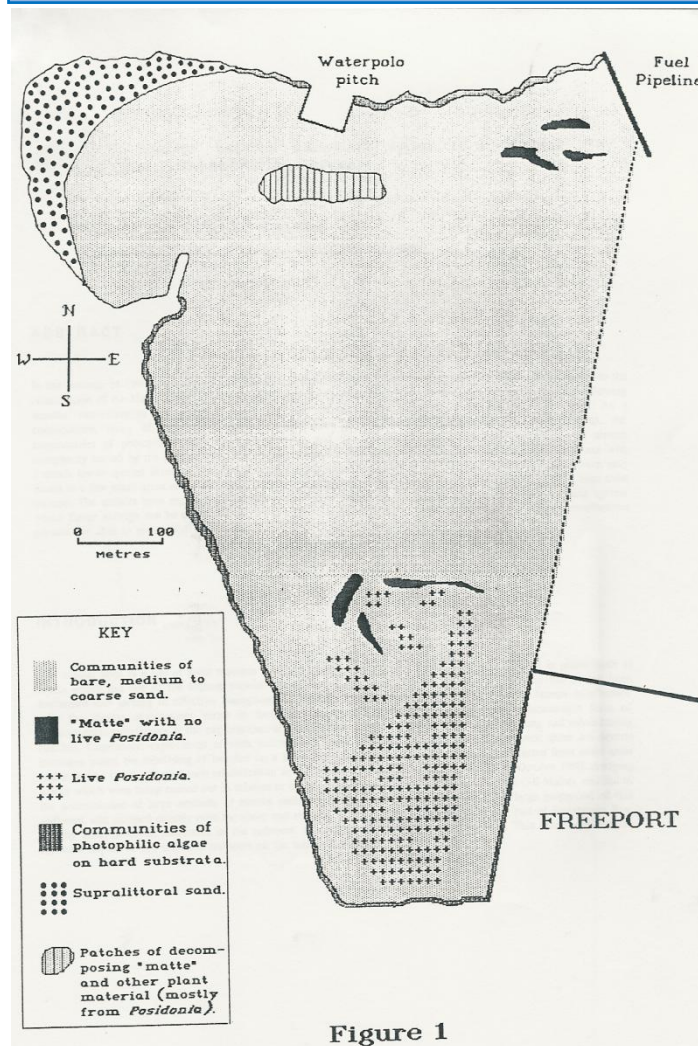 Waterpolo
pitch
Fuel
Pipeline
N
W E
S
0 100
Metres
KEY
Communities of
bare, medium to
coarse sand.
"Matte" with no
live Posidonia.
Live Posidonia.
Communities of
photophilic algae
on hard substrata.
Supralittoral sand.
Patches of decom-
posing "matte"
and other plant
material (mostly
from Posidonia).
FREEPORT
Figure 1